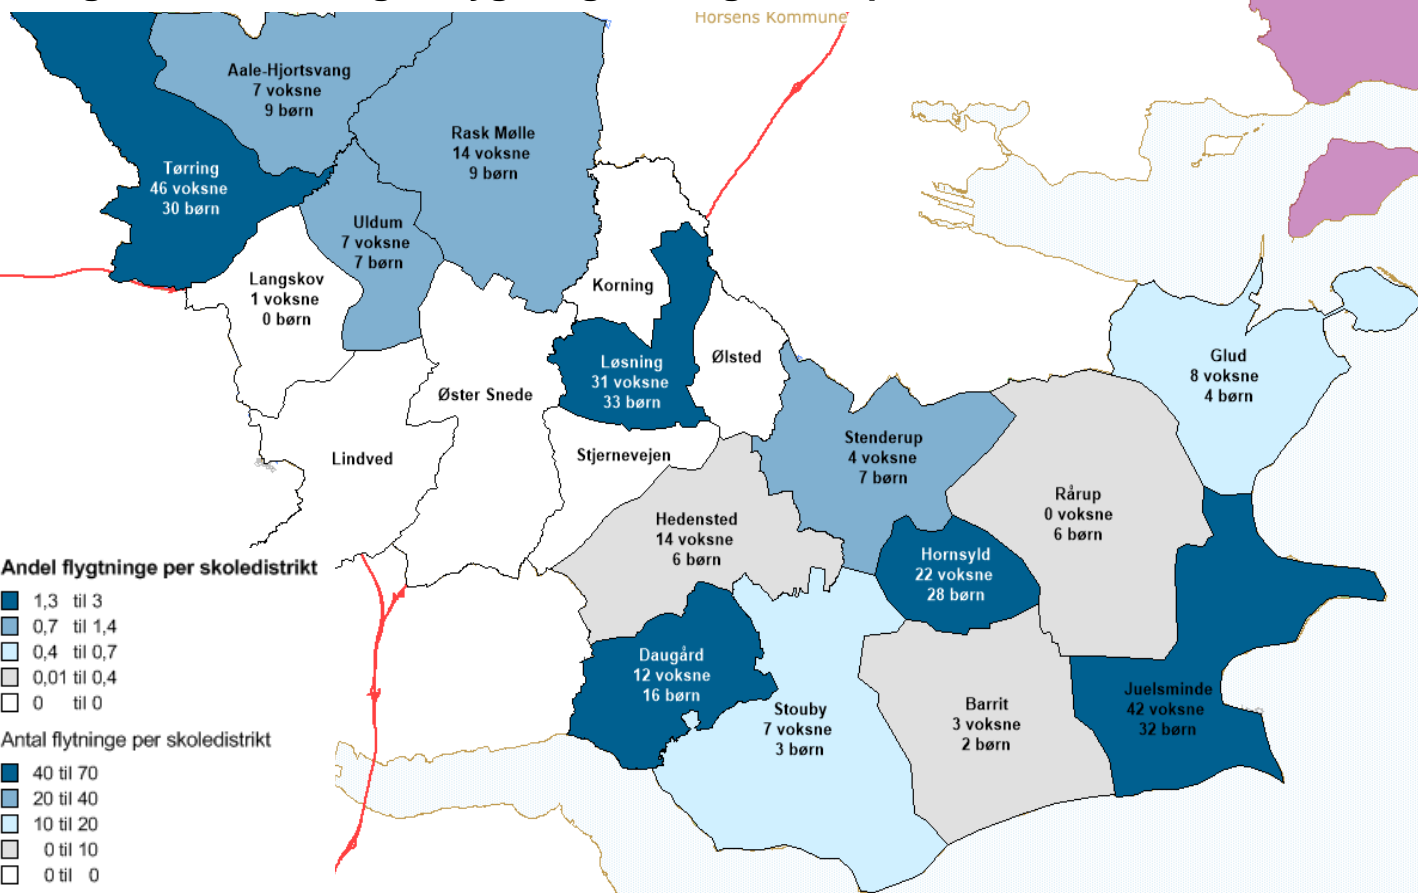 Horsens Kommune
Aale-Hjortsvang
7 voksne
9 børn
Rask Mølle
14 voksne
9 børn
Tørring
46 voksne
30 børn
Uldum
7 voksne
7 børn
Langskov
1 voksne
0 børn
Korning
Løsning
31 voksne
33 børn
Ølsted
Øster Snede
Glud
8 voksne
4 børn
Lindved
Stjernevejen
Stenderup
4 voksne
7 børn
Rårup
0 voksne
6 børn
Hedensted
14 voksne
6 børn
Hornsyld
22 voksne
28 børn
Daugård
12 voksne
16 børn
Stouby
7 voksne
3 børn
Barrit
3 voksne
2 børn
Juelsminde
42 voksne
32 børn
Andel flygtninge per skoledistrikt
1,3 til 3
0,7 til 1,4
0,4 til 0,7
0,01 til 0,4
0 til 0
Antal flytninge per skoledistrikt
40 til 70
20 til 40
10 til 20
0 til 10
0 til 0